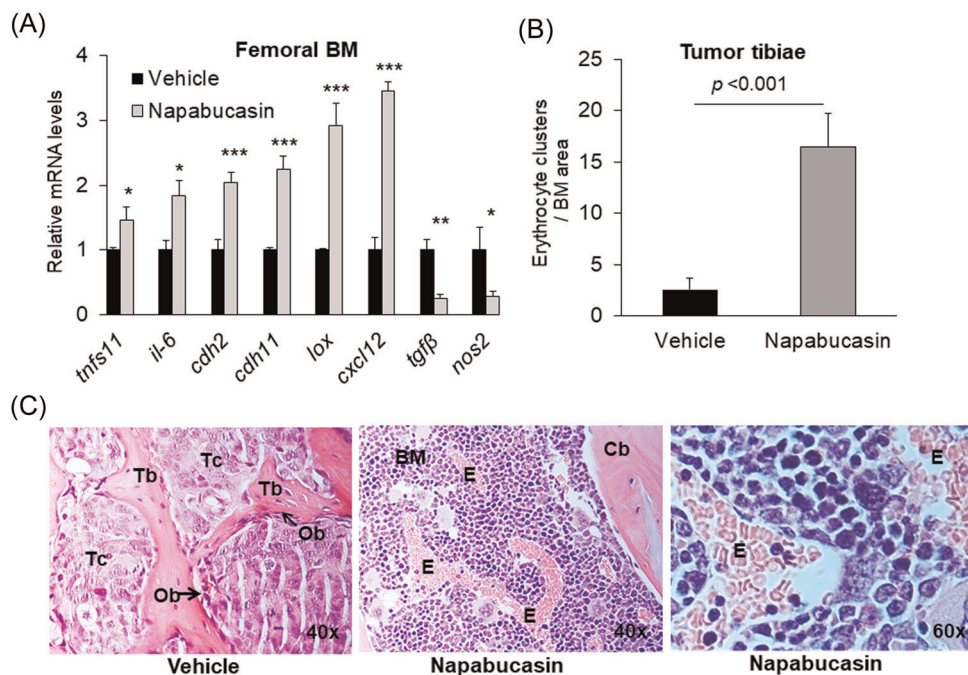 (A)
Femoral BM
Vehicle
Napabucasin
Relative mRNA levels
4
3
2
1
0
*
*
***
***
***
***
**
*
tnfs11
il-6
cdh2
cdh11
lox
cxcl12
tgfβ
nos2
(B)
Tumor tibiae
p <0.001
Erythrocyte clusters
/ BM area
25
20
15
10
5
0
Vehicle
Napabucasin
(C)
Tc
Tb
Tb
Ob
Tc
Ob
40x
Vehicle
BM
E
Cb
E
E
40x
Napabucasin
E
E
60x
Napabucasin